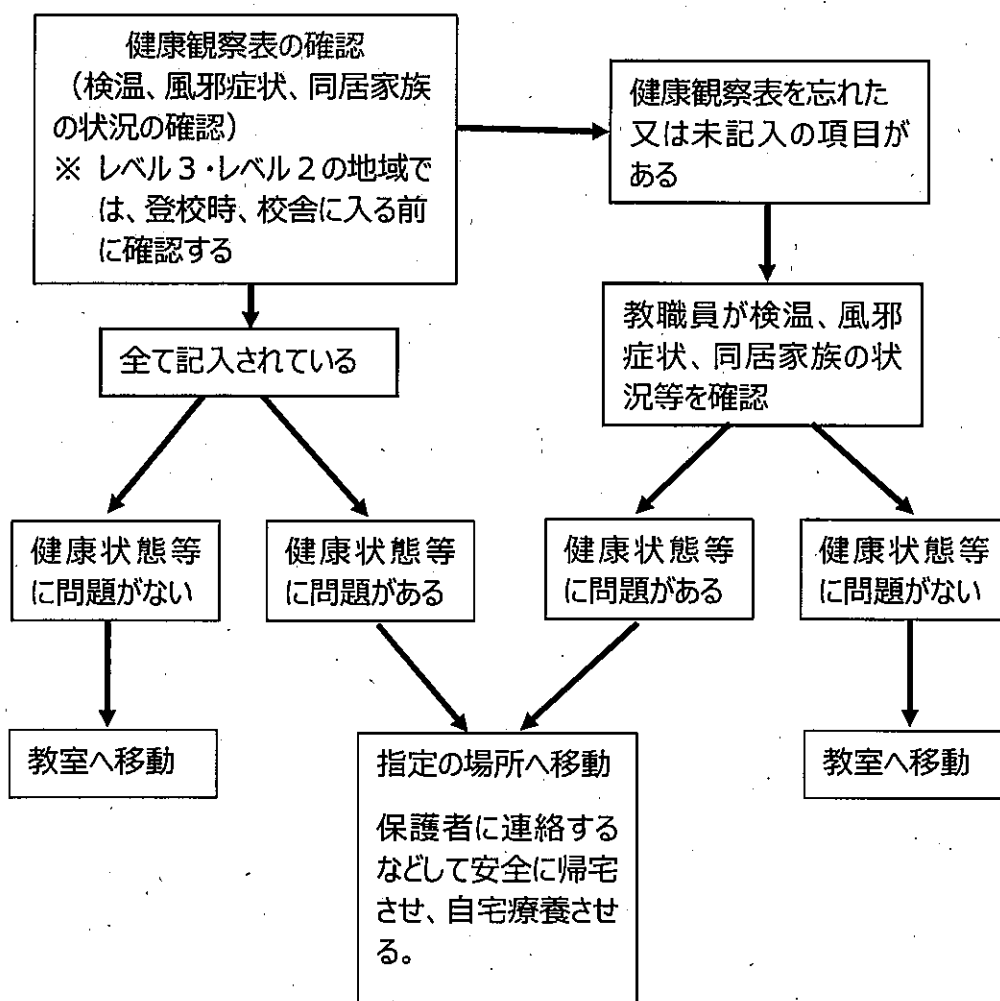 健康観察表の確認
（検温、風邪症状、同居家族
の状況の確認）
※ レベル３・レベル２の地域で
は、登校時、校舎に入る前
に確認する
健康観察表を忘れた
又は未記入の項目が
ある
全て記入されている
教職員が検温、風邪
症状、同居家族の状
況等を確認
健康状態等
に問題がない
健康状態等
に問題がある
健康状態等
に問題がある
健康状態等
に問題がない
教室へ移動
指定の場所へ移動
保護者に連絡する
などして安全に帰宅
させ、自宅療養させ
る。
教室へ移動